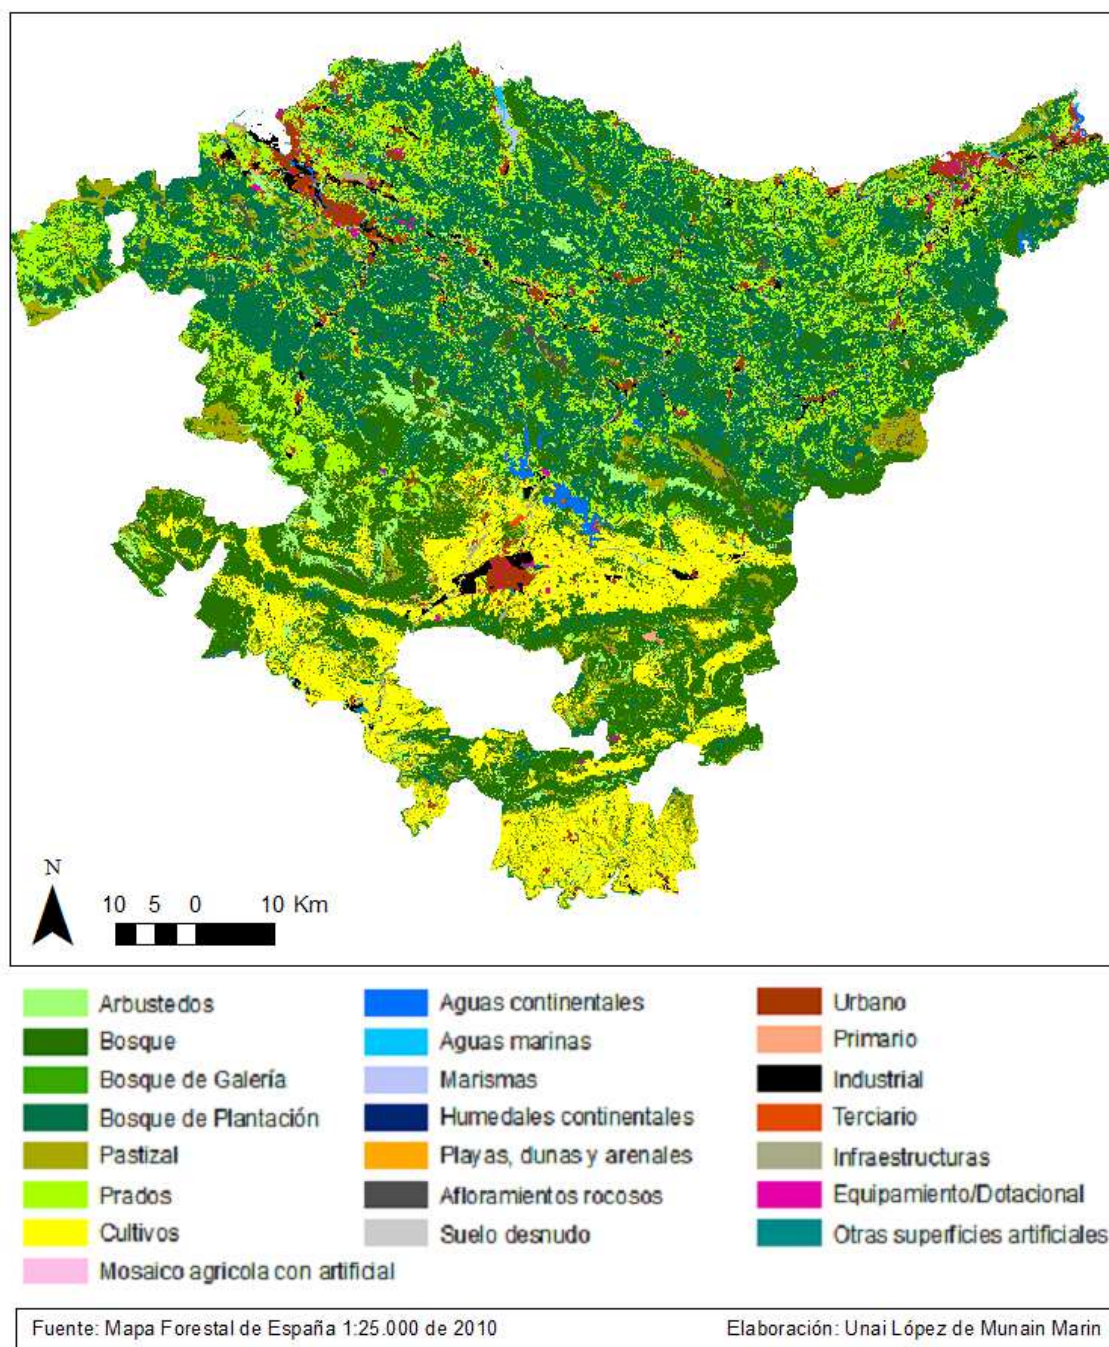 N
10 5 0 10 Km
Arbustedos
Bosque
Bosque de Galería
Bosque de Plantación
Pastizal
Prados
Cultivos
Mosaico agricola con artificial
Aguas continentales
Aguas marinas
Marismas
Humedales continentales
Playas, dunas y arenales
Afloramientos rocosos
Suelo desnudo
Urbano
Primario
Industrial
Terciario
Infraestructuras
Equipamiento/Dotacional
Otras superficies artificiales
Fuente: Mapa Forestal de España 1:25.000 de 2010
Elaboración: Unai López de Munain Marin